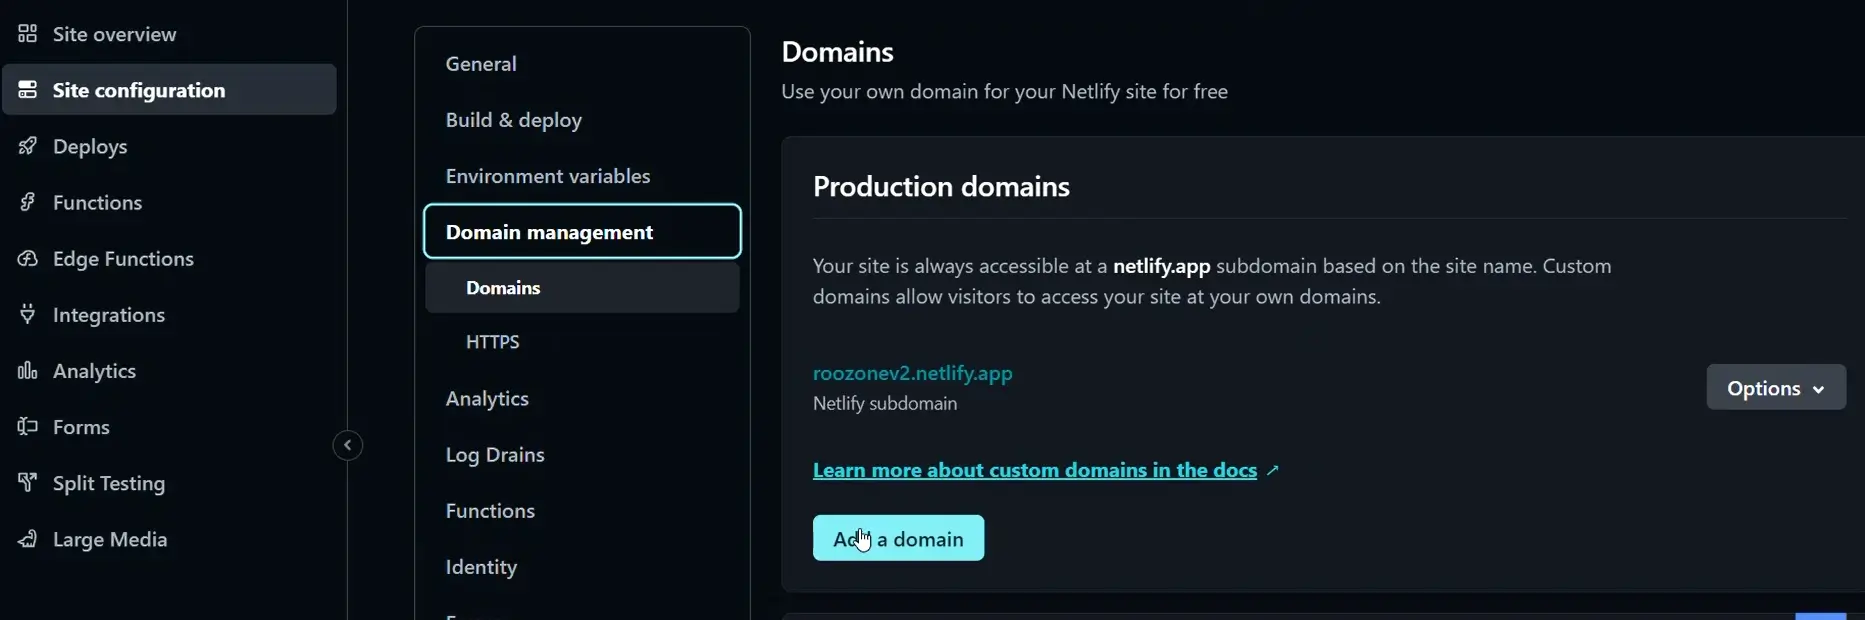 Site overview
Site configuration
Deploys
Functions
Edge Functions
Integrations
Analytics
Forms
Split Testing
Large Media
General
Build & deploy
Environment variables
Domain management
Domains
HTTPS
Analytics
Log Drains
Functions
Identity
Domains
Use your own domain for your Netlify site for free
Production domains
Your site is always accessible at a netlify.app subdomain based on the site name. Custom
domains allow visitors to access your site at your own domains.
roozonev2.netlify.app
Netlify subdomain
Options
Learn more about custom domains in the docs
Add a domain